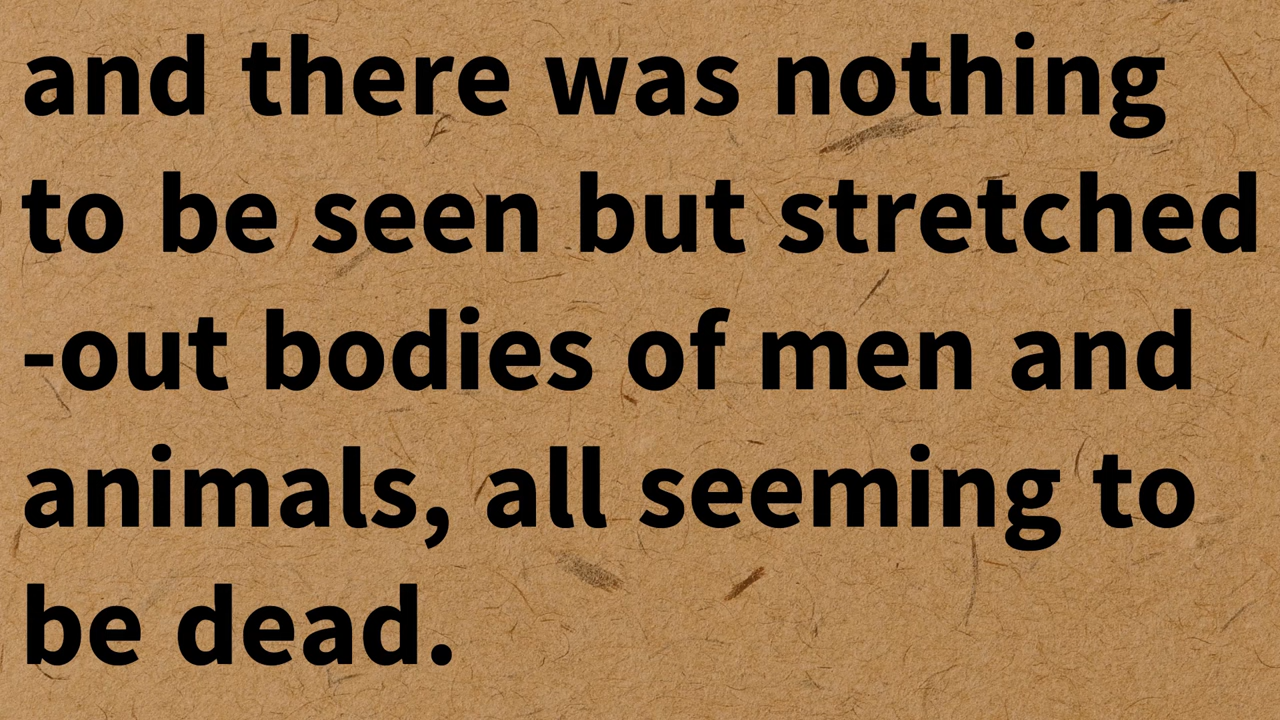 and there was nothing
to be seen but stretched
-out bodies of men and
animals, all seeming to
be dead.